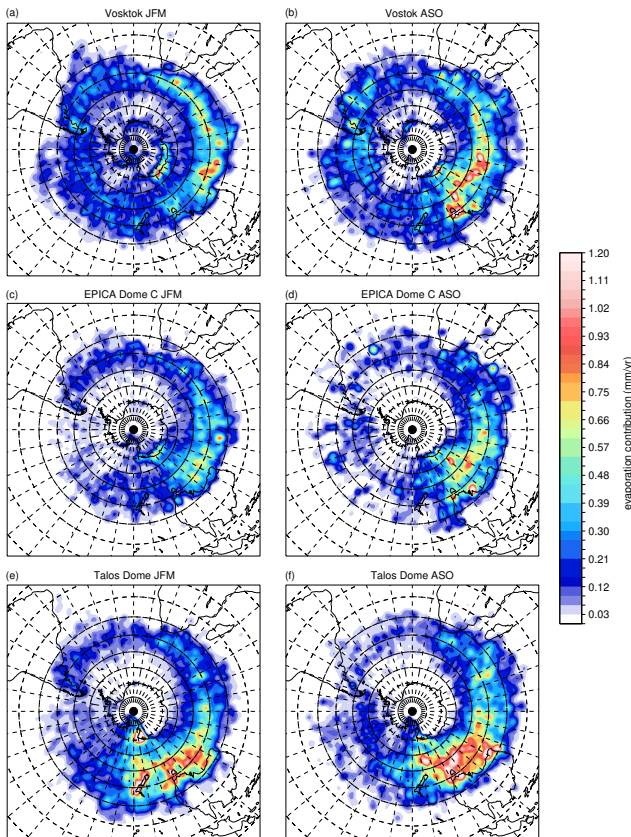 (a) Vosktok JFM
(b) Vostok ASO
(c) EPICA Dome C JFM
(d) EPICA Dome C ASO
(e) Talos Dome JFM
(f) Talos Dome ASO
1.20
1.11
1.02
0.93
0.84
0.75
0.66
0.57
0.48
0.39
0.30
0.21
0.12
0.03
evaporation contribution (mm/yr)